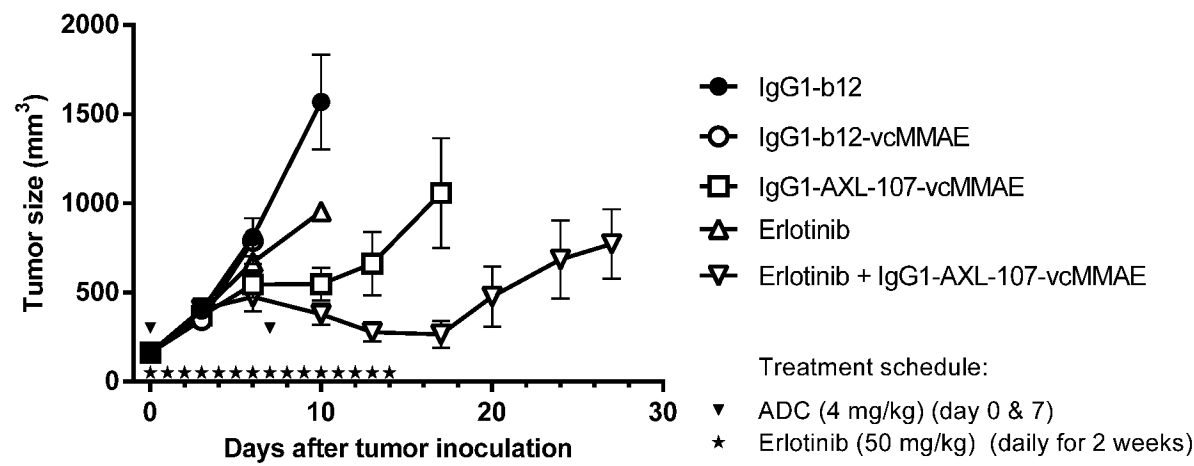 2000
1500
1000
500
0
Tumor size (mm³)
0 10 20 30
Days after tumor inoculation
IgG1-b12
IgG1-b12-vcMMAE
IgG1-AXL-107-vcMMAE
Erlotinib
Erlotinib + IgG1-AXL-107-vcMMAE
Treatment schedule:
ADC (4 mg/kg) (day 0 & 7)
Erlotinib (50 mg/kg) (daily for 2 weeks)